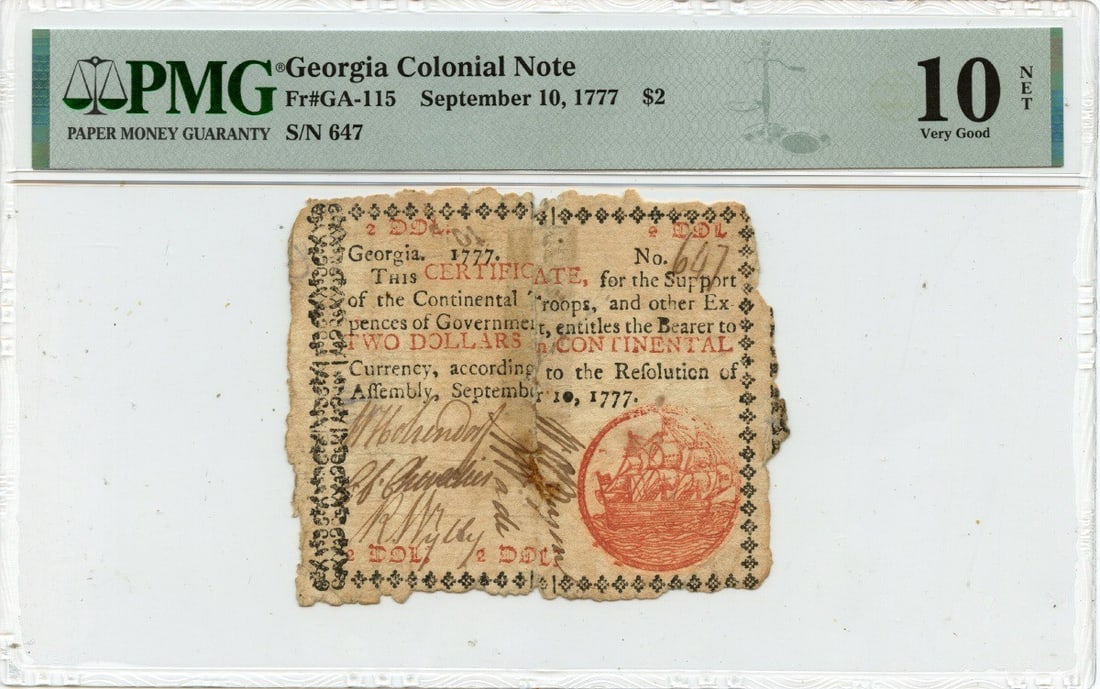 PMG® Georgia Colonial Note
Fr#GA-115 September 10, 1777 $2
PAPER MONEY GUARANTY S/N 647
10 NET
Very Good
2 DOL. 2 DOL
Georgia. 1777. No. 647
THIS CERTIFICATE, for the Support
of the Continental Troops, and other Ex-
pences of Government, entitles the Bearer to
TWO DOLLARS in CONTINENTAL
Currency, according to the Reſolution of
Aſſembly, September 10, 1777.
R. Wylly
2 DOL. 2 DOL.